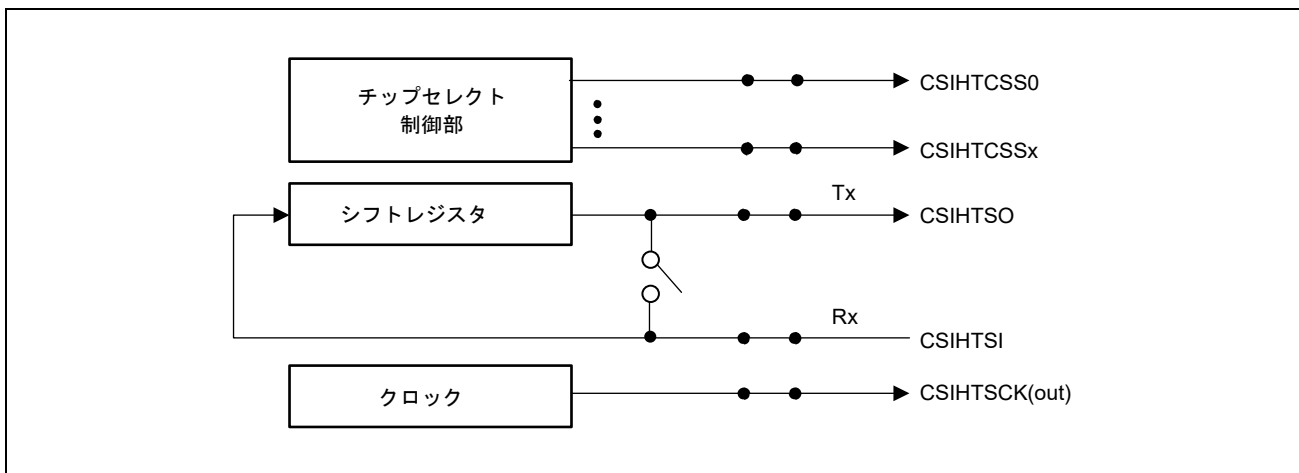 チップセレクト
制御部
CSIHTCSS0
CSIHTCSSx
シフトレジスタ
Tx
CSIHTSO
Rx
CSIHTSI
クロック
CSIHTSCK(out)